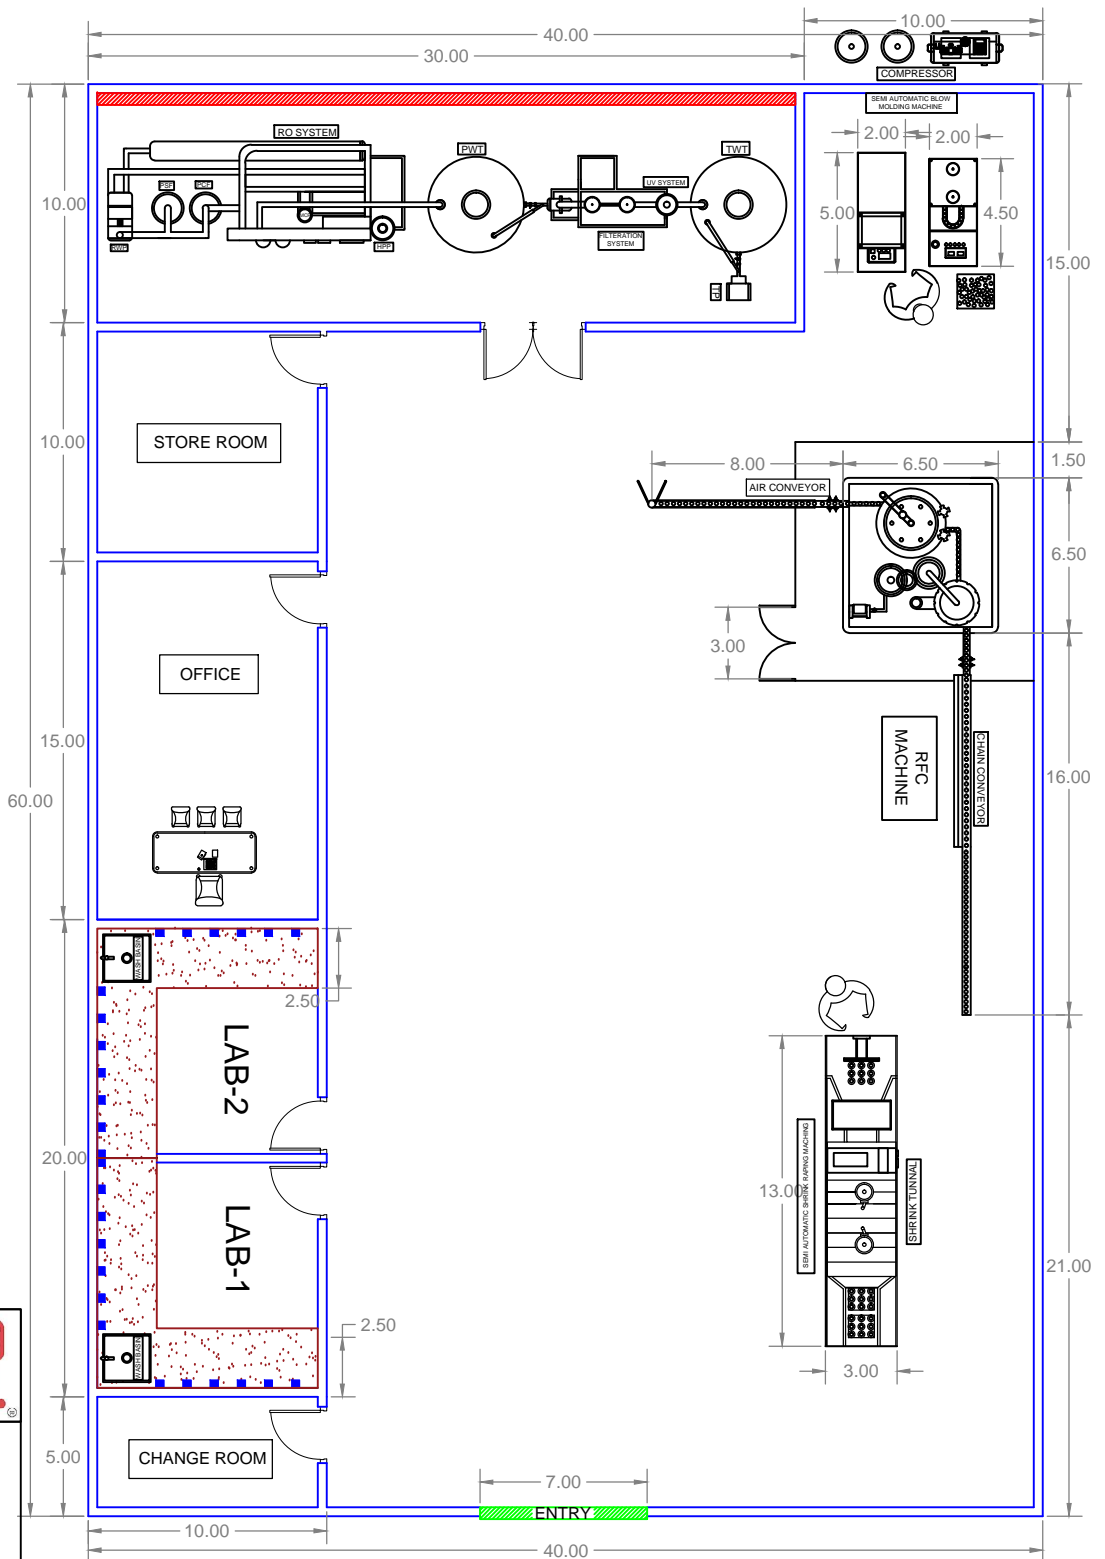 10.00
40.00
30.00
COMPRESSOR
SEMI AUTOMATIC BLOW
MOLDING MACHINE
2.00
2.00
RO SYSTEM
PWT
TWT
UV SYSTEM
PSF
PCF
FILTERATION
SYSTEM
RWP
HPP
TTP
10.00
5.00
4.50
15.00
STORE ROOM
10.00
8.00
6.50
1.50
AIR CONVEYOR
6.50
3.00
OFFICE
15.00
60.00
RFC
MACHINE
CHAIN CONVEYOR
16.00
WASH BASIN
2.50
LAB-2
20.00
LAB-1
13.00
SEMI AUTOMATIC SHRINK RAPING MACHING
SHRINK TUNNAL
21.00
WASH BASIN
2.50
3.00
®
CHANGE ROOM
5.00
7.00
ENTRY
10.00
40.00